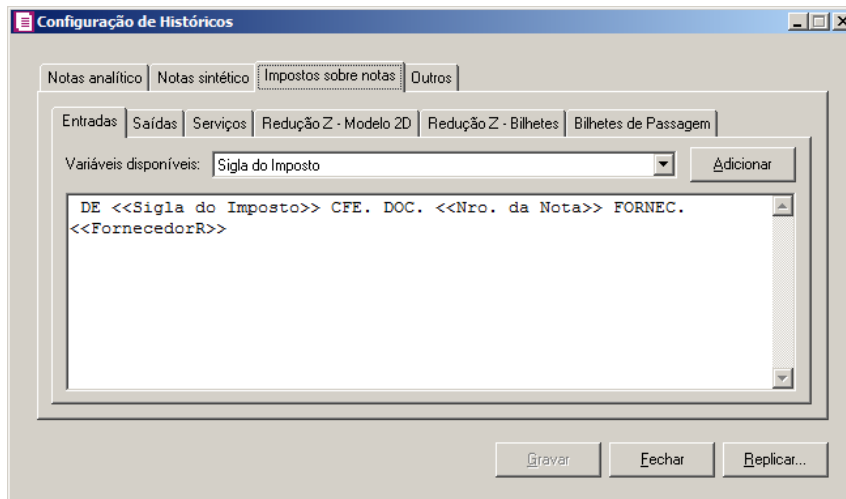 Configuração de Históricos
Notas analítico Notas sintético Impostos sobre notas Outros
Entradas Saídas Serviços Redução Z - Modelo 2D Redução Z - Bilhetes Bilhetes de Passagem
Variáveis disponíveis: Sigla do Imposto Adicionar
DE <<Sigla do Imposto>> CFE. DOC. <<Nro. da Nota>> FORNEC.
<<FornecedorR>>
Gravar Fechar Replicar...